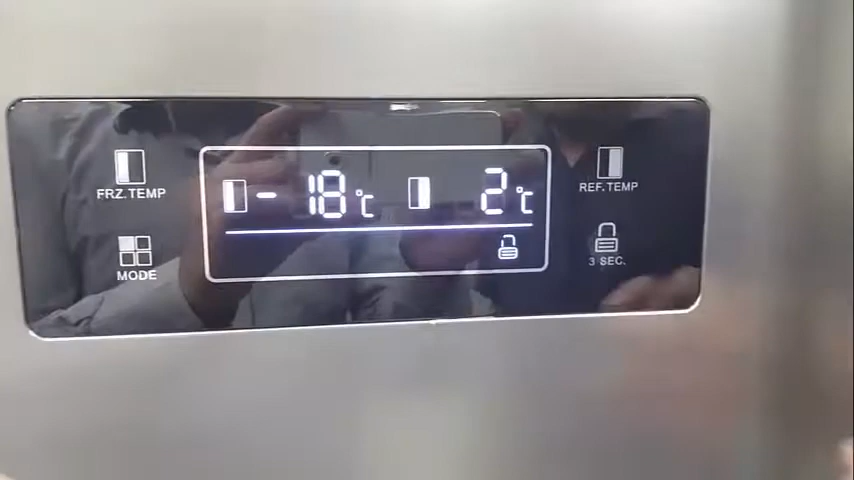 FRZ.TEMP
-18°C
2°C
REF.TEMP
MODE
3 SEC.